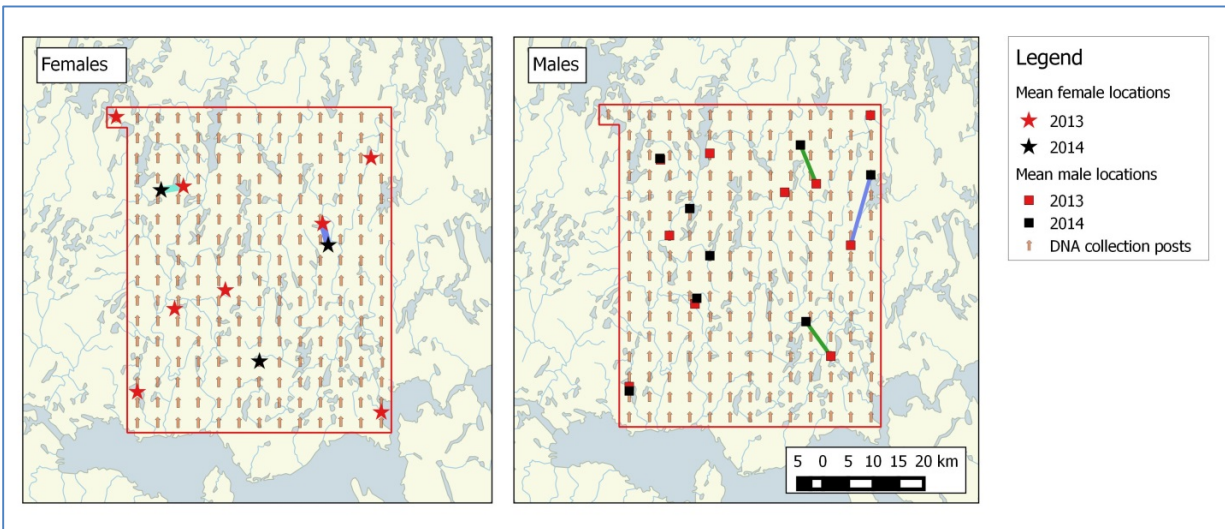 Females
Males
Legend
Mean female locations
2013
2014
Mean male locations
2013
2014
DNA collection posts
5 0 5 10 15 20 km